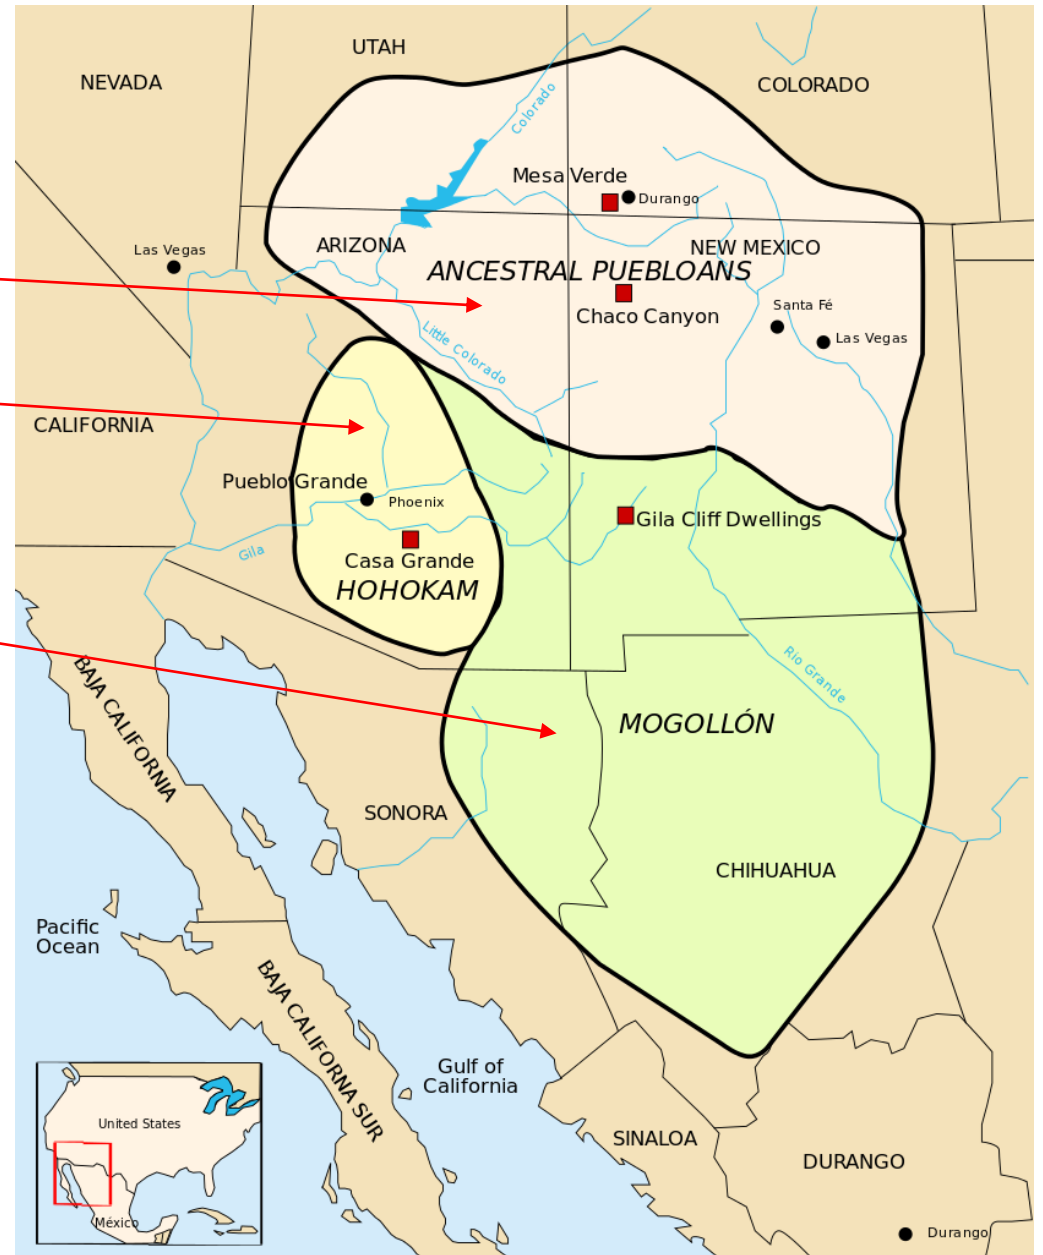 UTAH
NEVADA
COLORADO
Colorado
Mesa Verde
Durango
ARIZONA
NEW MEXICO
Las Vegas
ANCESTRAL PUEBLOANS
Chaco Canyon
Santa Fé
Las Vegas
Little Colorado
CALIFORNIA
Pueblo Grande
Phoenix
Gila Cliff Dwellings
Gila
Casa Grande
HOHOKAM
Rio Grande
BAJA CALIFORNIA
MOGOLLÓN
SONORA
CHIHUAHUA
Pacific
Ocean
BAJA CALIFORNA SUR
Gulf of
California
United States
México
SINALOA
DURANGO
Durango